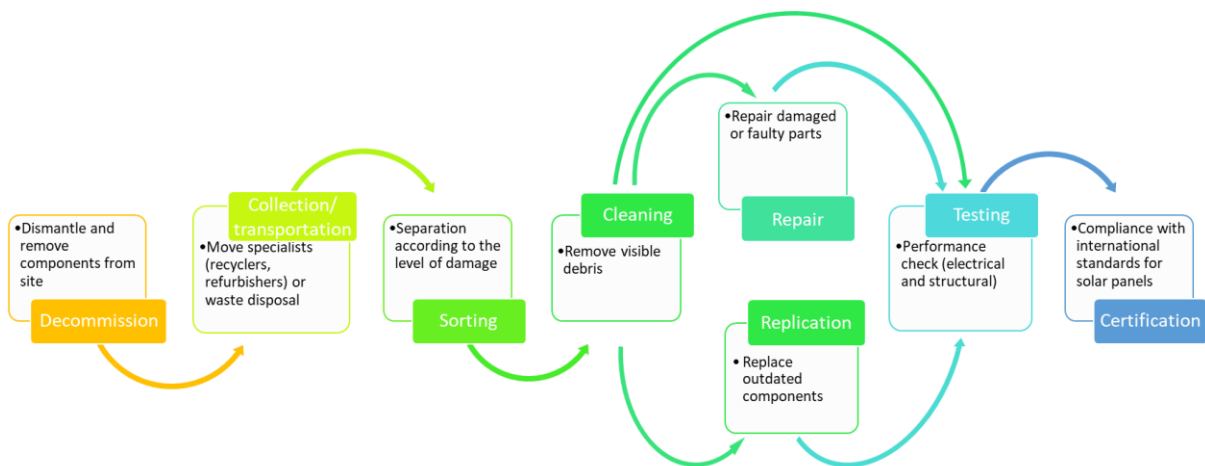 •Dismantle and
remove
components from
site
Decommission
Collection/
transportation
•Move specialists
(recyclers,
refurbishers) or
waste disposal
•Separation
according to the
level of damage
Sorting
Cleaning
•Remove visible
debris
•Repair damaged
or faulty parts
Repair
Replication
•Replace
outdated
components
Testing
•Performance
check (electrical
and structural)
•Compliance with
international
standards for
solar panels
Certification